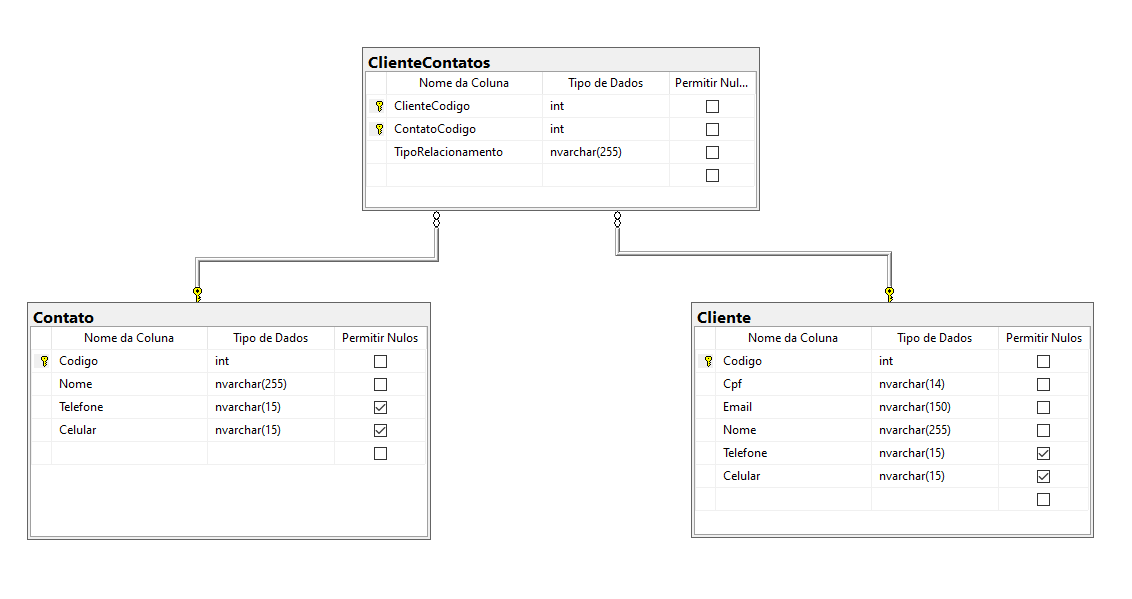 ClienteContatos
Nome da Coluna Tipo de Dados Permitir Nul...
ClienteCodigo int
ContatoCodigo int
TipoRelacionamento nvarchar(255)
Contato
Nome da Coluna Tipo de Dados Permitir Nulos
Codigo int
Nome nvarchar(255)
Telefone nvarchar(15)
Celular nvarchar(15)
Cliente
Nome da Coluna Tipo de Dados Permitir Nulos
Codigo int
Cpf nvarchar(14)
Email nvarchar(150)
Nome nvarchar(255)
Telefone nvarchar(15)
Celular nvarchar(15)